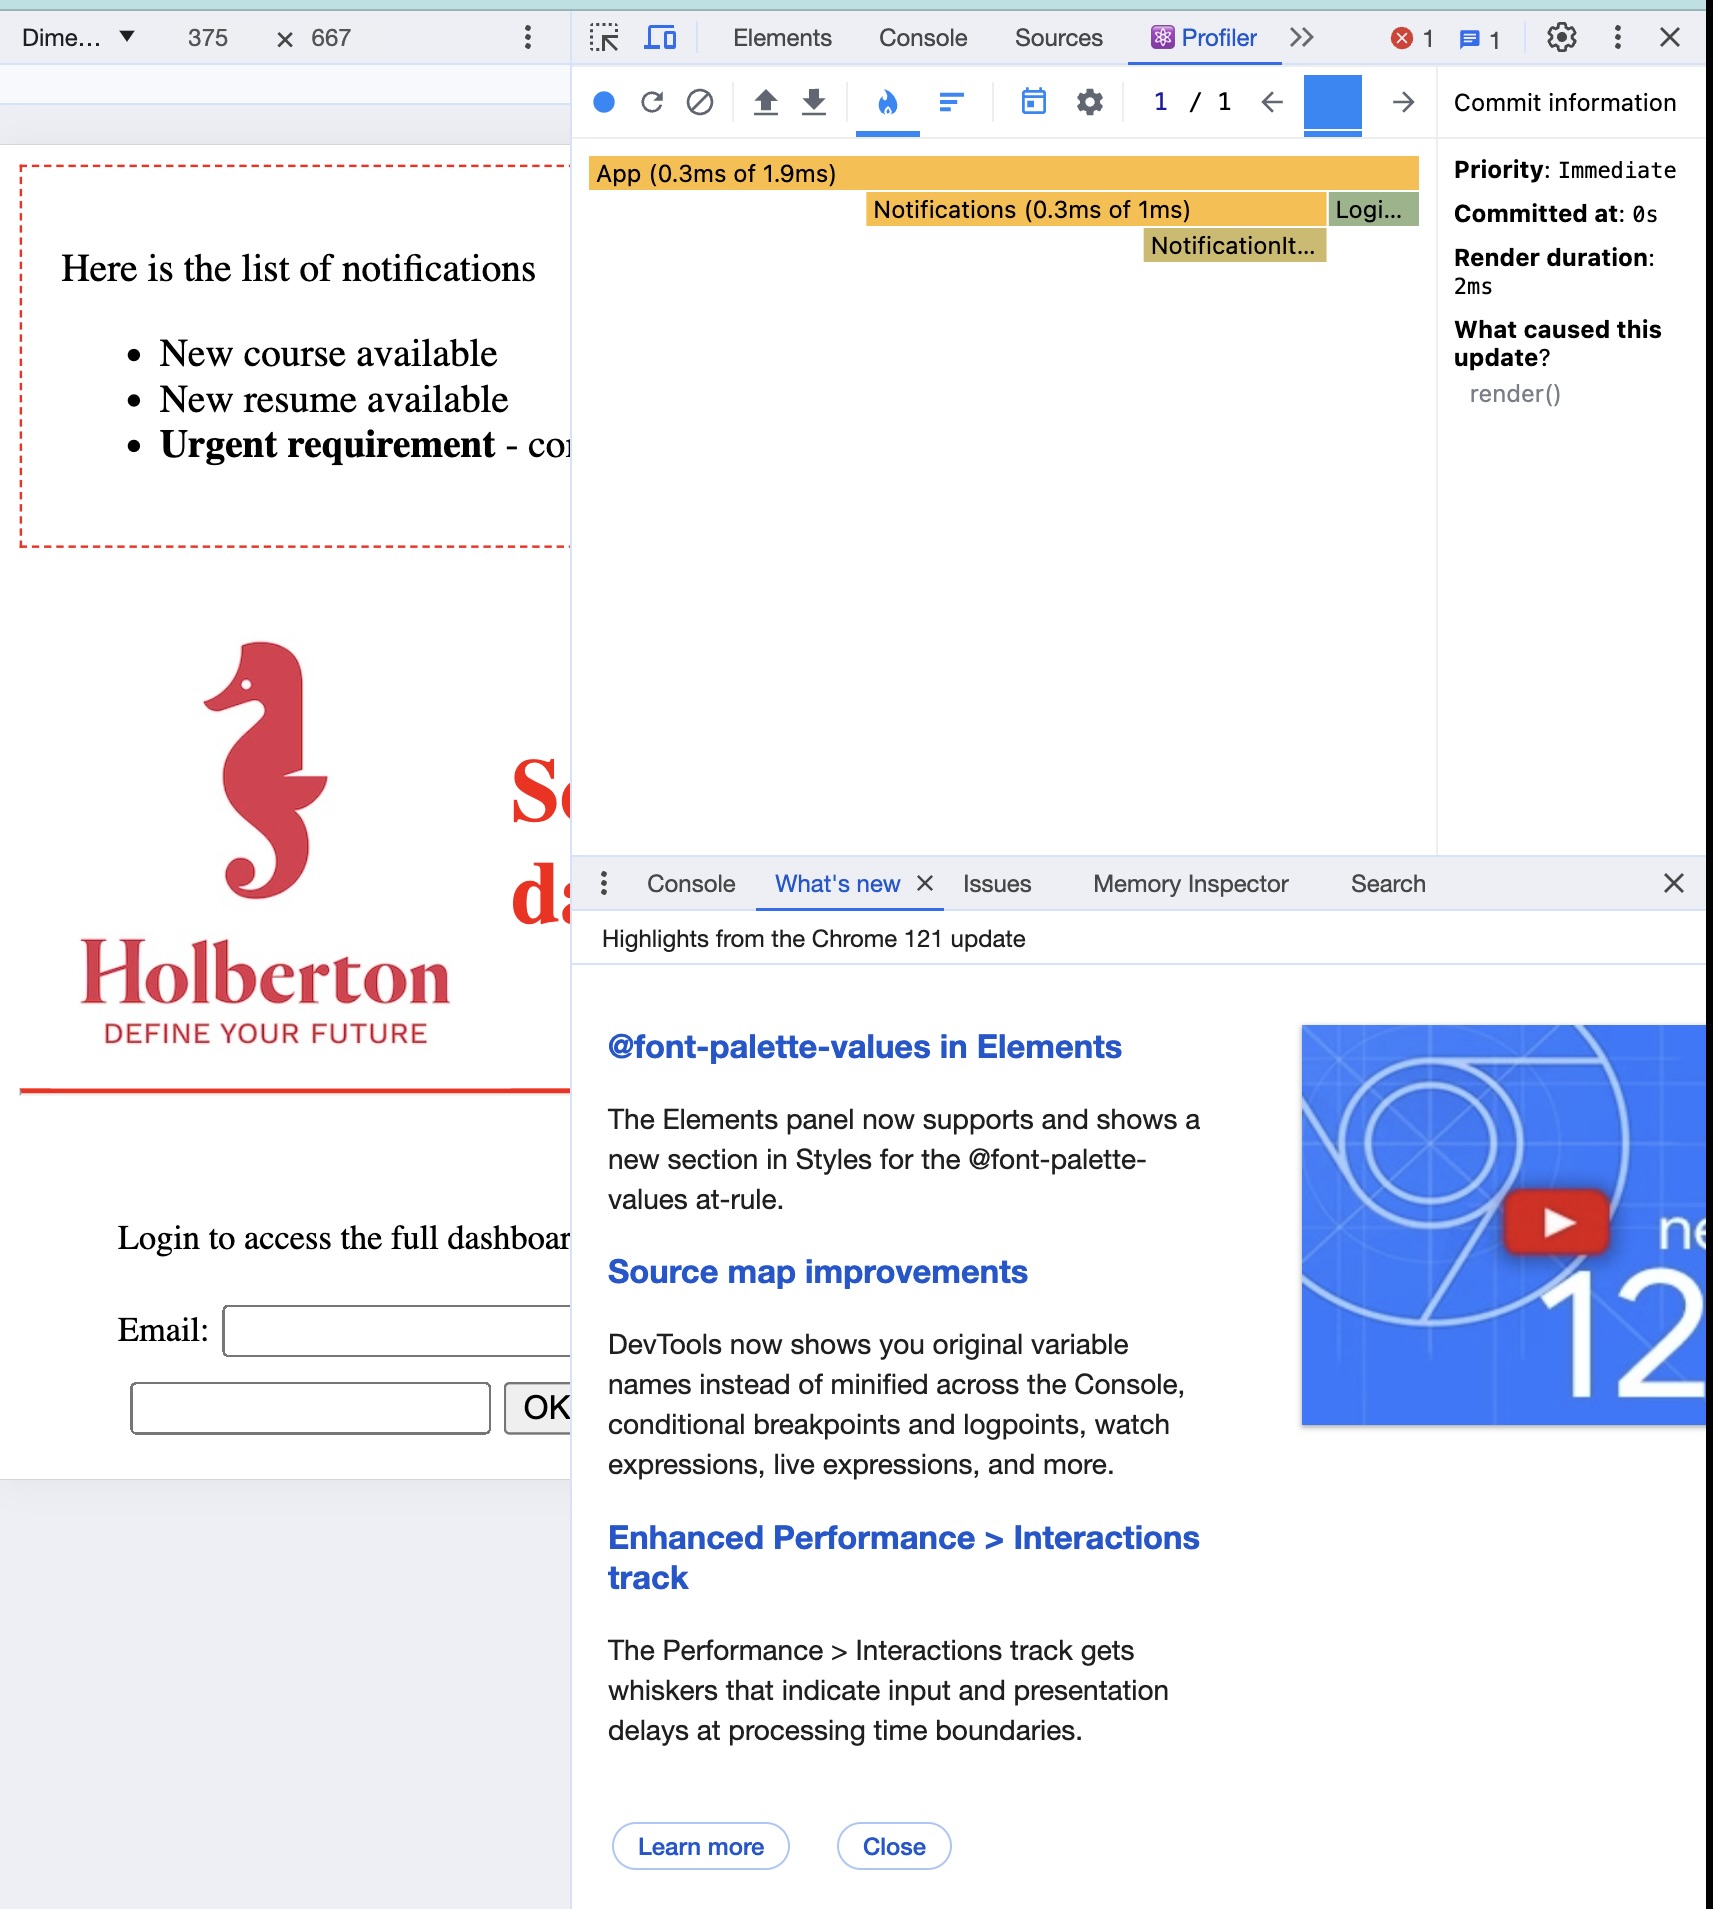 Dime... 375 × 667
Elements Console Sources Profiler 1 1
1 / 1 Commit information
App (0.3ms of 1.9ms)
Notifications (0.3ms of 1ms) Logi...
NotificationIt...
Priority: Immediate
Committed at: 0s
Render duration:
2ms
What caused this
update?
render()
Here is the list of notifications
• New course available
• New resume available
• Urgent requirement - co
Holberton
DEFINE YOUR FUTURE
Login to access the full dashboar
Email:
OK
Console What's new Issues Memory Inspector Search
Highlights from the Chrome 121 update
@font-palette-values in Elements
The Elements panel now supports and shows a
new section in Styles for the @font-palette-
values at-rule.
Source map improvements
DevTools now shows you original variable
names instead of minified across the Console,
conditional breakpoints and logpoints, watch
expressions, live expressions, and more.
Enhanced Performance > Interactions
track
The Performance > Interactions track gets
whiskers that indicate input and presentation
delays at processing time boundaries.
Learn more Close
ne
12